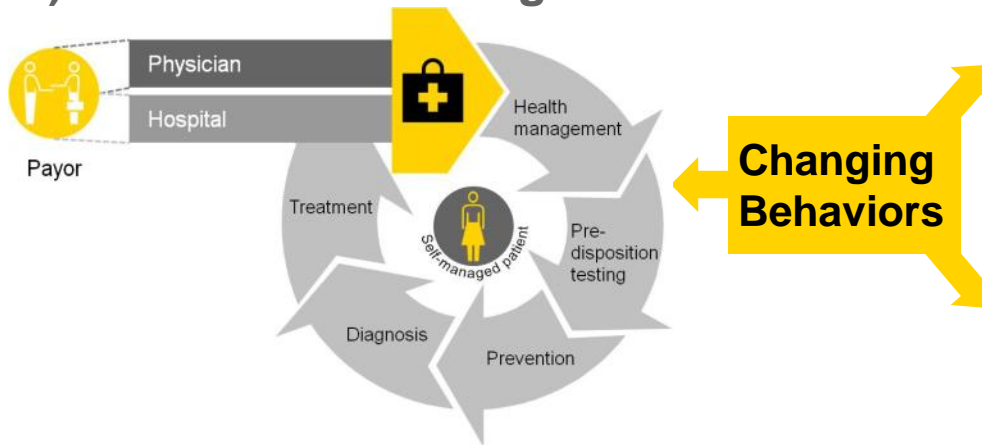 Physician
Hospital
Payor
Health
management
Pre-
disposition
testing
Prevention
Diagnosis
Treatment
Self-managed patient
Changing
Behaviors